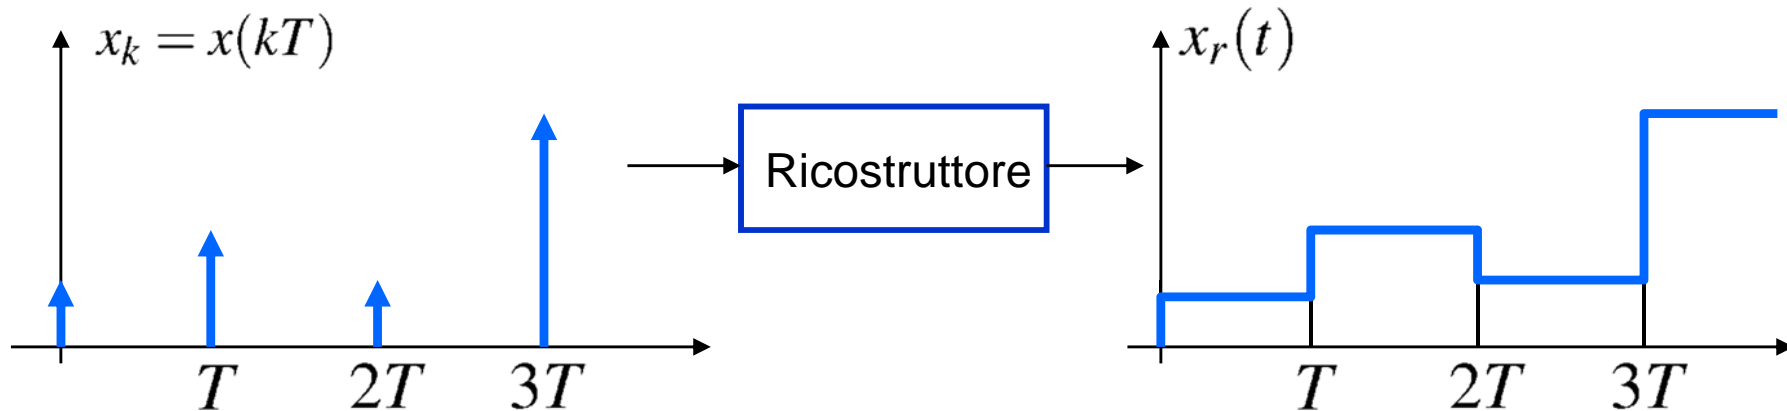 x_k = x(kT)
T 2T 3T
Ricostruttore
x_r(t)
T 2T 3T